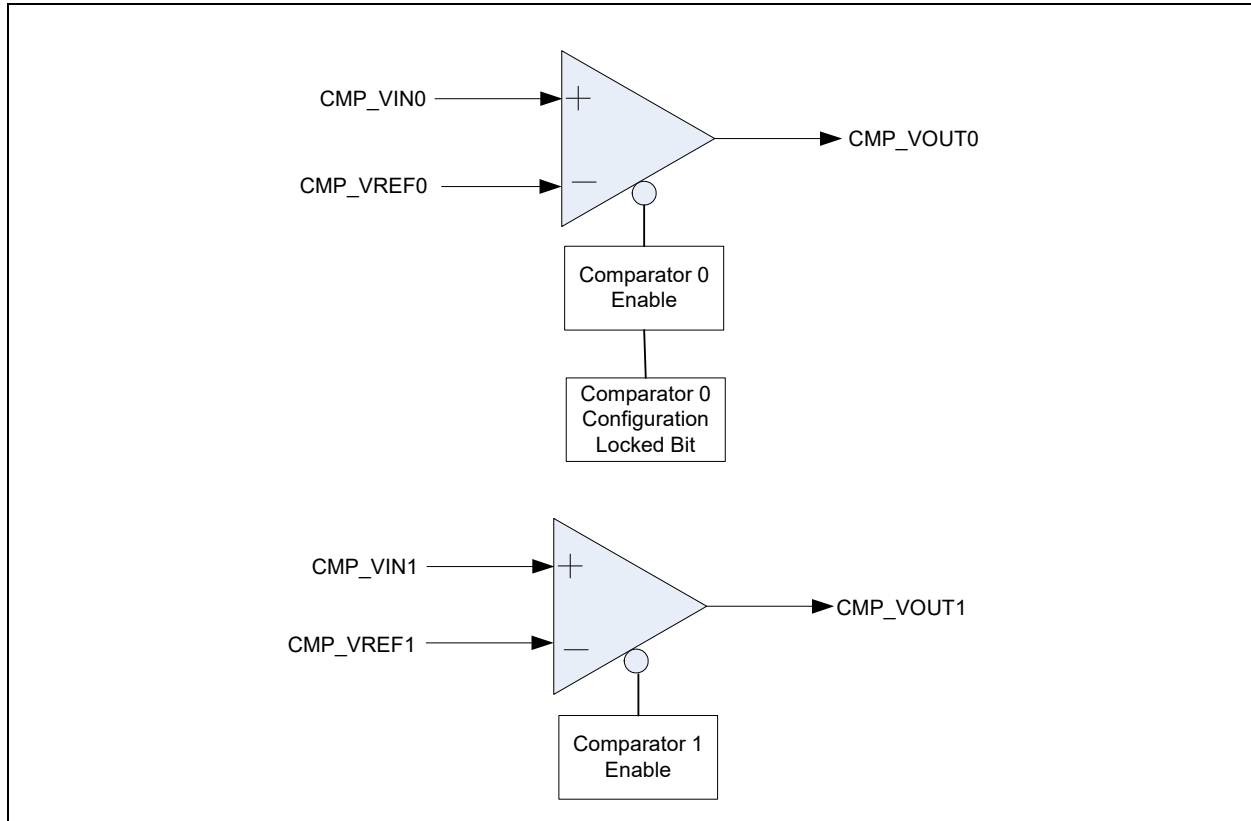 CMP_VIN0
+
CMP_VOUT0
CMP_VREF0
—
Comparator 0
Enable
Comparator 0
Configuration
Locked Bit
CMP_VIN1
+
CMP_VOUT1
CMP_VREF1
—
Comparator 1
Enable